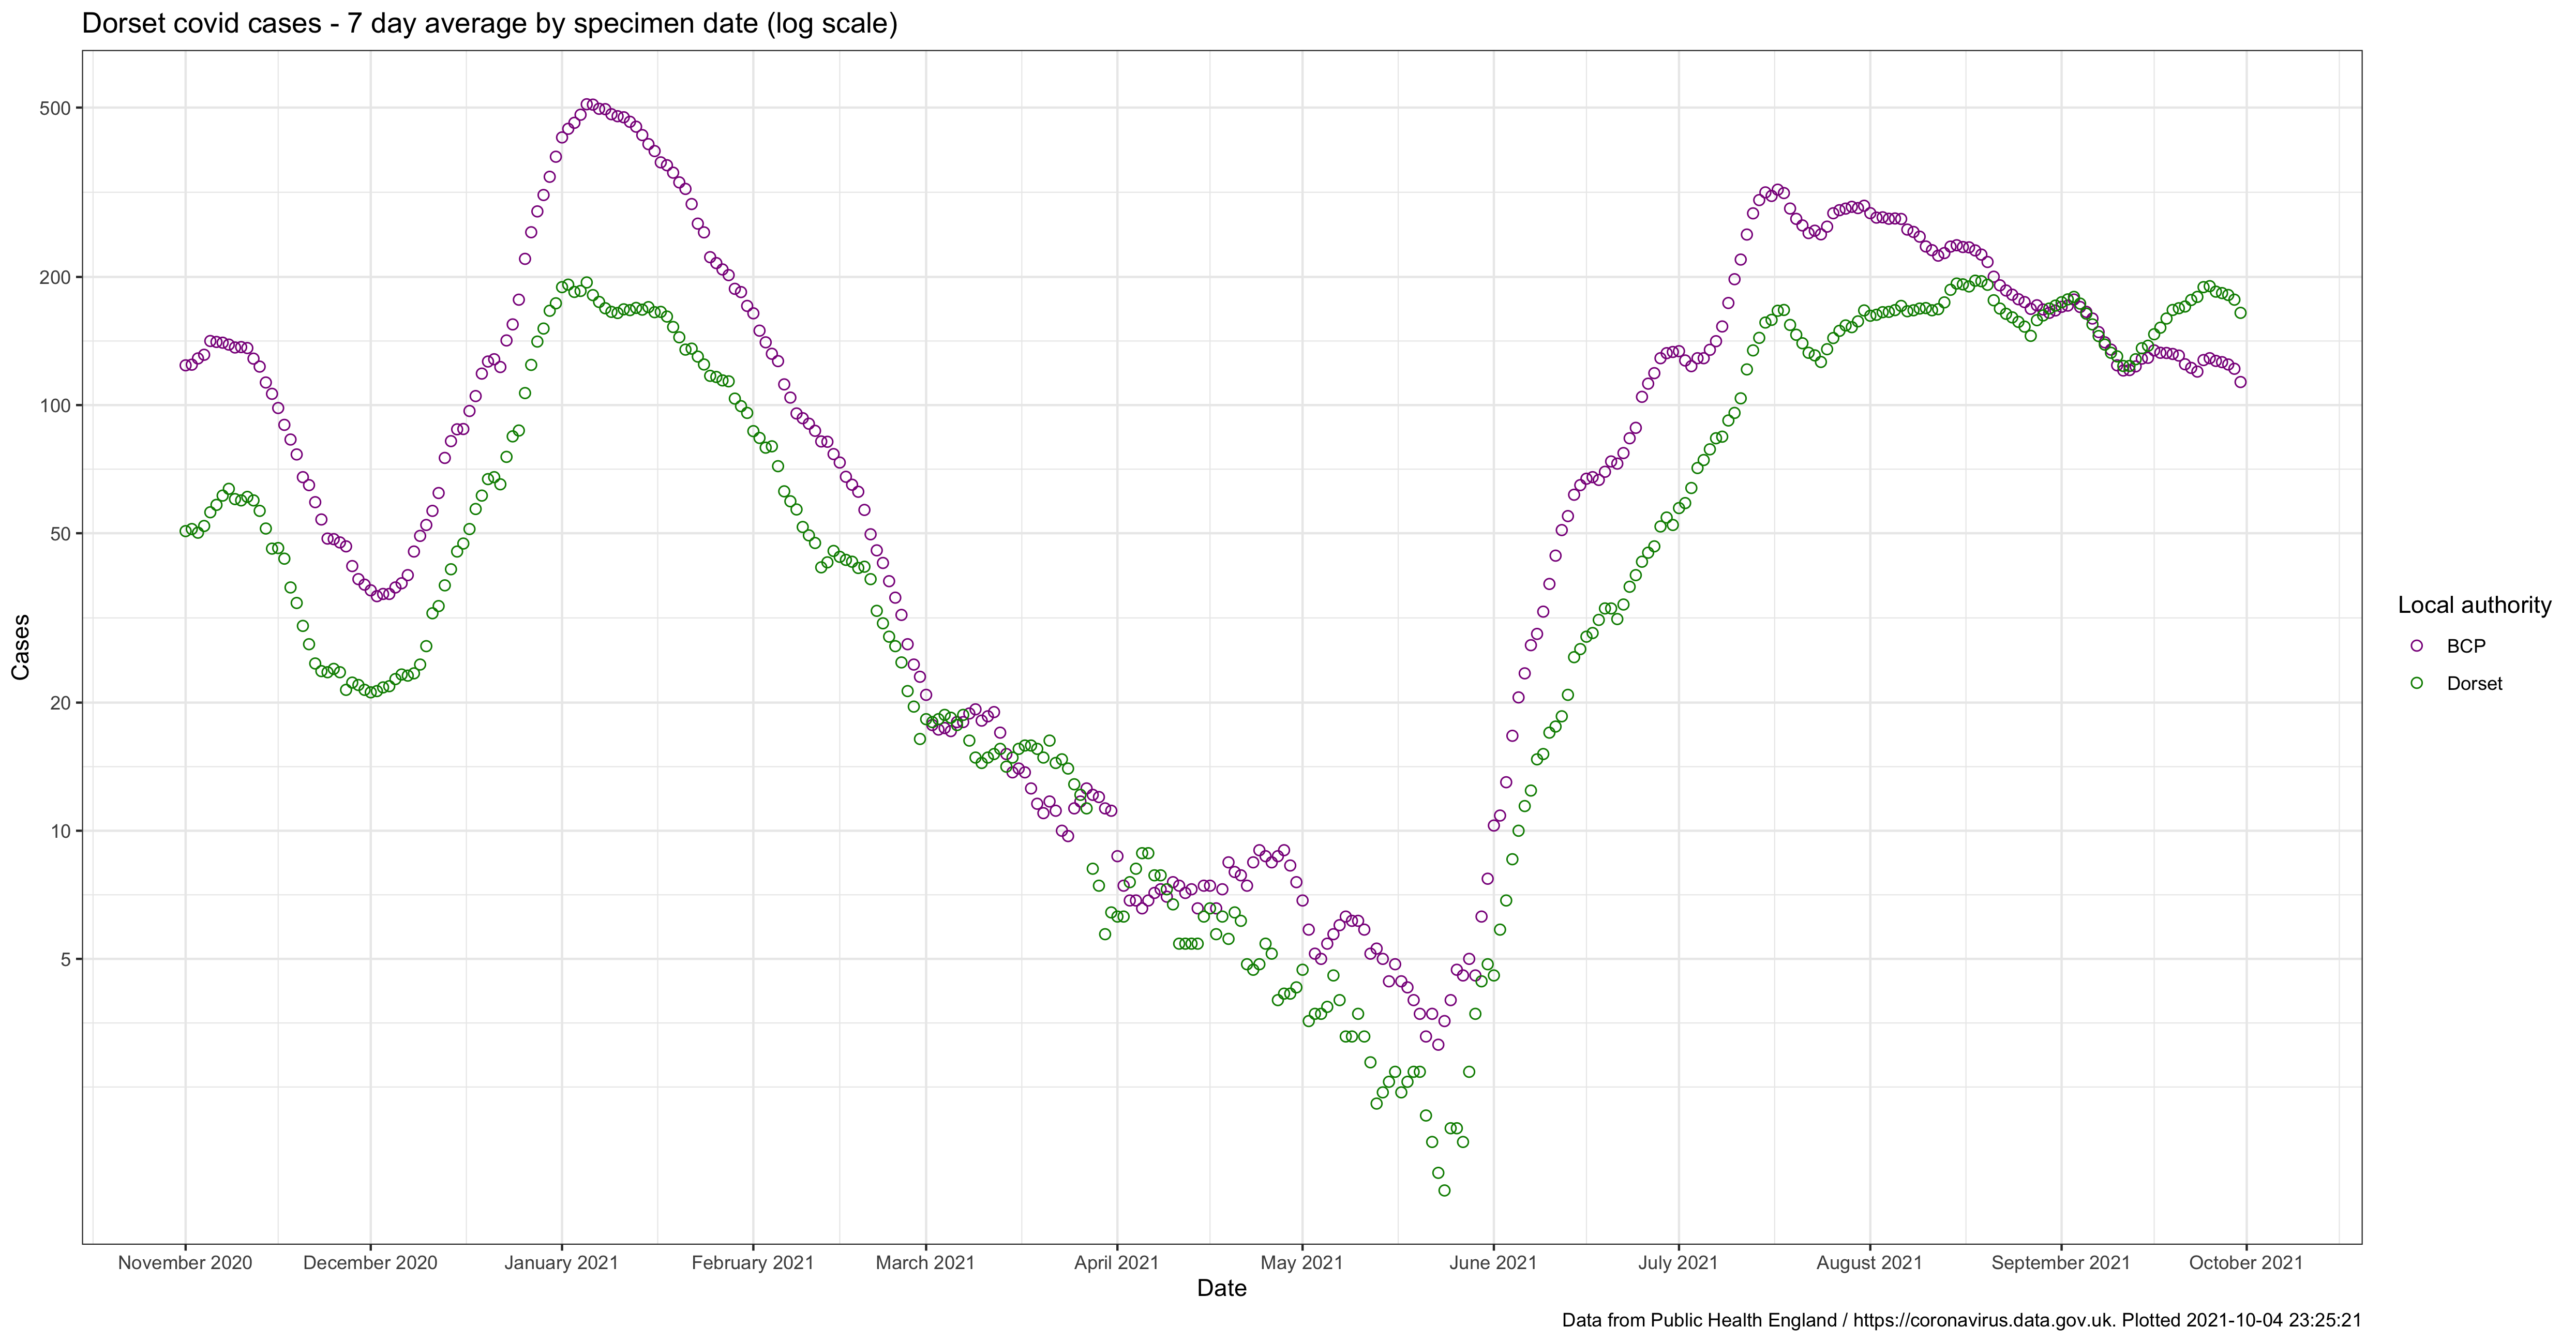 Dorset covid cases - 7 day average by specimen date (log scale)
500
200
100
50
20
10
5
Cases
November 2020
December 2020
January 2021
February 2021
March 2021
April 2021
May 2021
June 2021
July 2021
August 2021
September 2021
October 2021
Date
Local authority
BCP
Dorset
Data from Public Health England / https://coronavirus.data.gov.uk. Plotted 2021-10-04 23:25:21